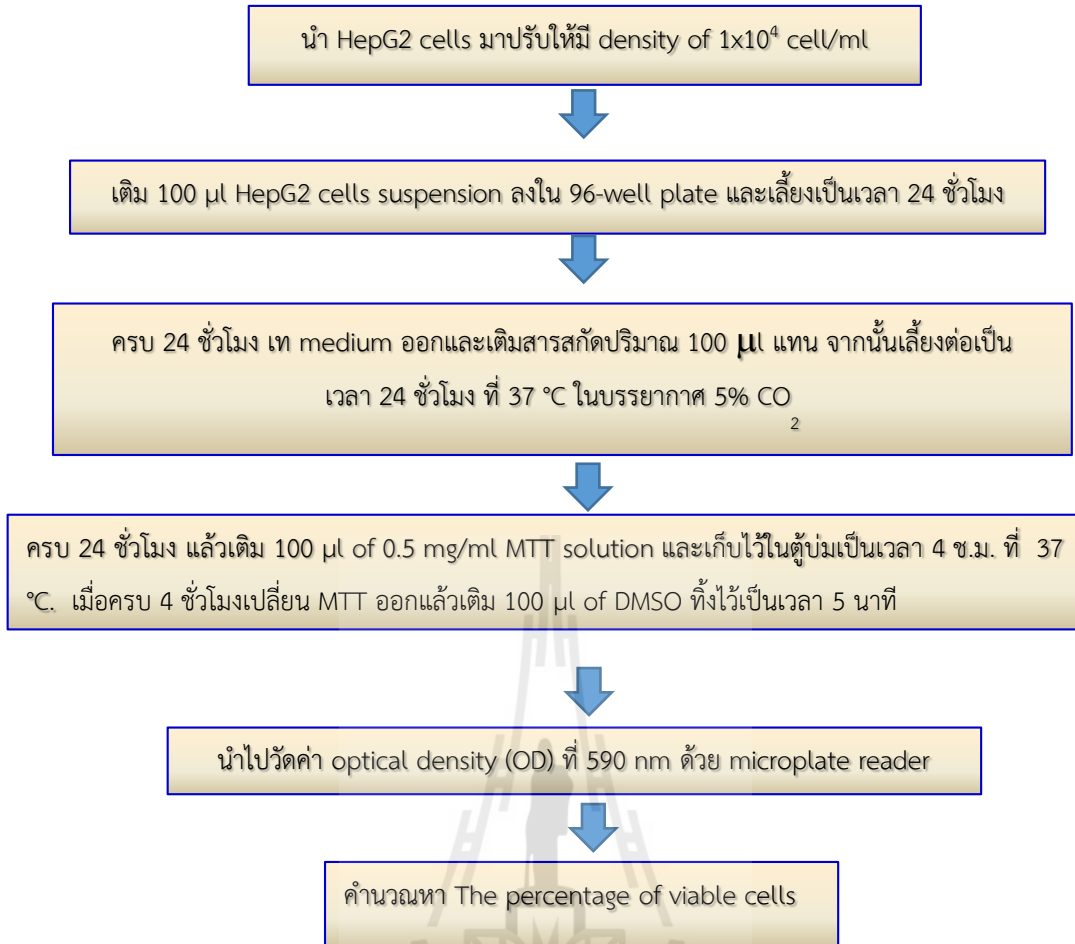 นำ HepG2 cells มาปรับให้มี density of 1x10⁴ cell/ml
เติม 100 µl HepG2 cells suspension ลงใน 96-well plate และเลี้ยงเป็นเวลา 24 ชั่วโมง
ครบ 24 ชั่วโมง เท medium ออกและเติมสารสกัดปริมาณ 100 µl แทน จากนั้นเลี้ยงต่อเป็น
เวลา 24 ชั่วโมง ที่ 37 °C ในบรรยากาศ 5% CO₂
ครบ 24 ชั่วโมง แล้วเติม 100 µl of 0.5 mg/ml MTT solution และเก็บไว้ในตู้บ่มเป็นเวลา 4 ช.ม. ที่ 37
°C. เมื่อครบ 4 ชั่วโมงเปลี่ยน MTT ออกแล้วเติม 100 µl of DMSO ทิ้งไว้เป็นเวลา 5 นาที
นำไปวัดค่า optical density (OD) ที่ 590 nm ด้วย microplate reader
คำนวณหา The percentage of viable cells